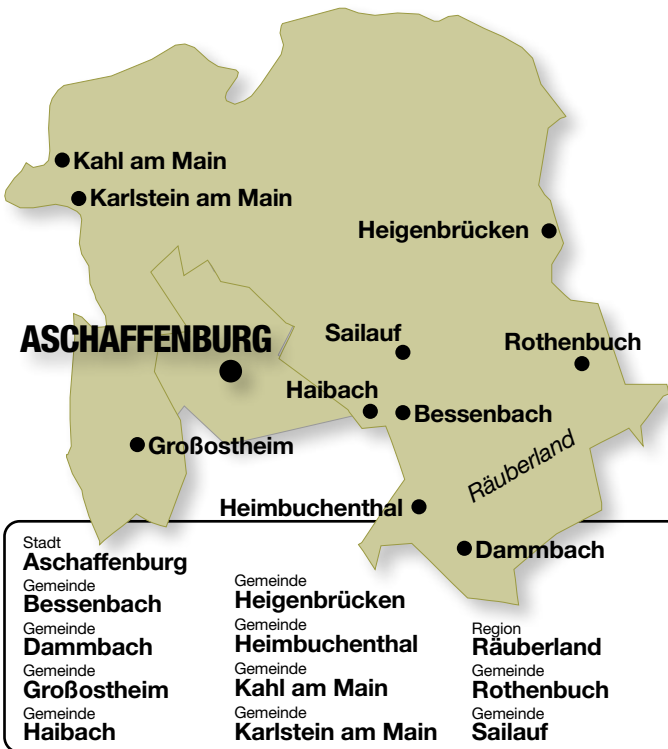 Kahl am Main
Karlstein am Main
Heigenbrücken
ASCHAFFENBURG
Sailauf
Rothenbuch
Haibach
Bessenbach
Großostheim
Räuberland
Heimbuchenthal
Dammbach
Stadt
Aschaffenburg
Gemeinde
Bessenbach
Gemeinde
Dammbach
Gemeinde
Großostheim
Gemeinde
Haibach
Gemeinde
Heigenbrücken
Gemeinde
Heimbuchenthal
Gemeinde
Kahl am Main
Gemeinde
Karlstein am Main
Region
Räuberland
Gemeinde
Rothenbuch
Gemeinde
Sailauf